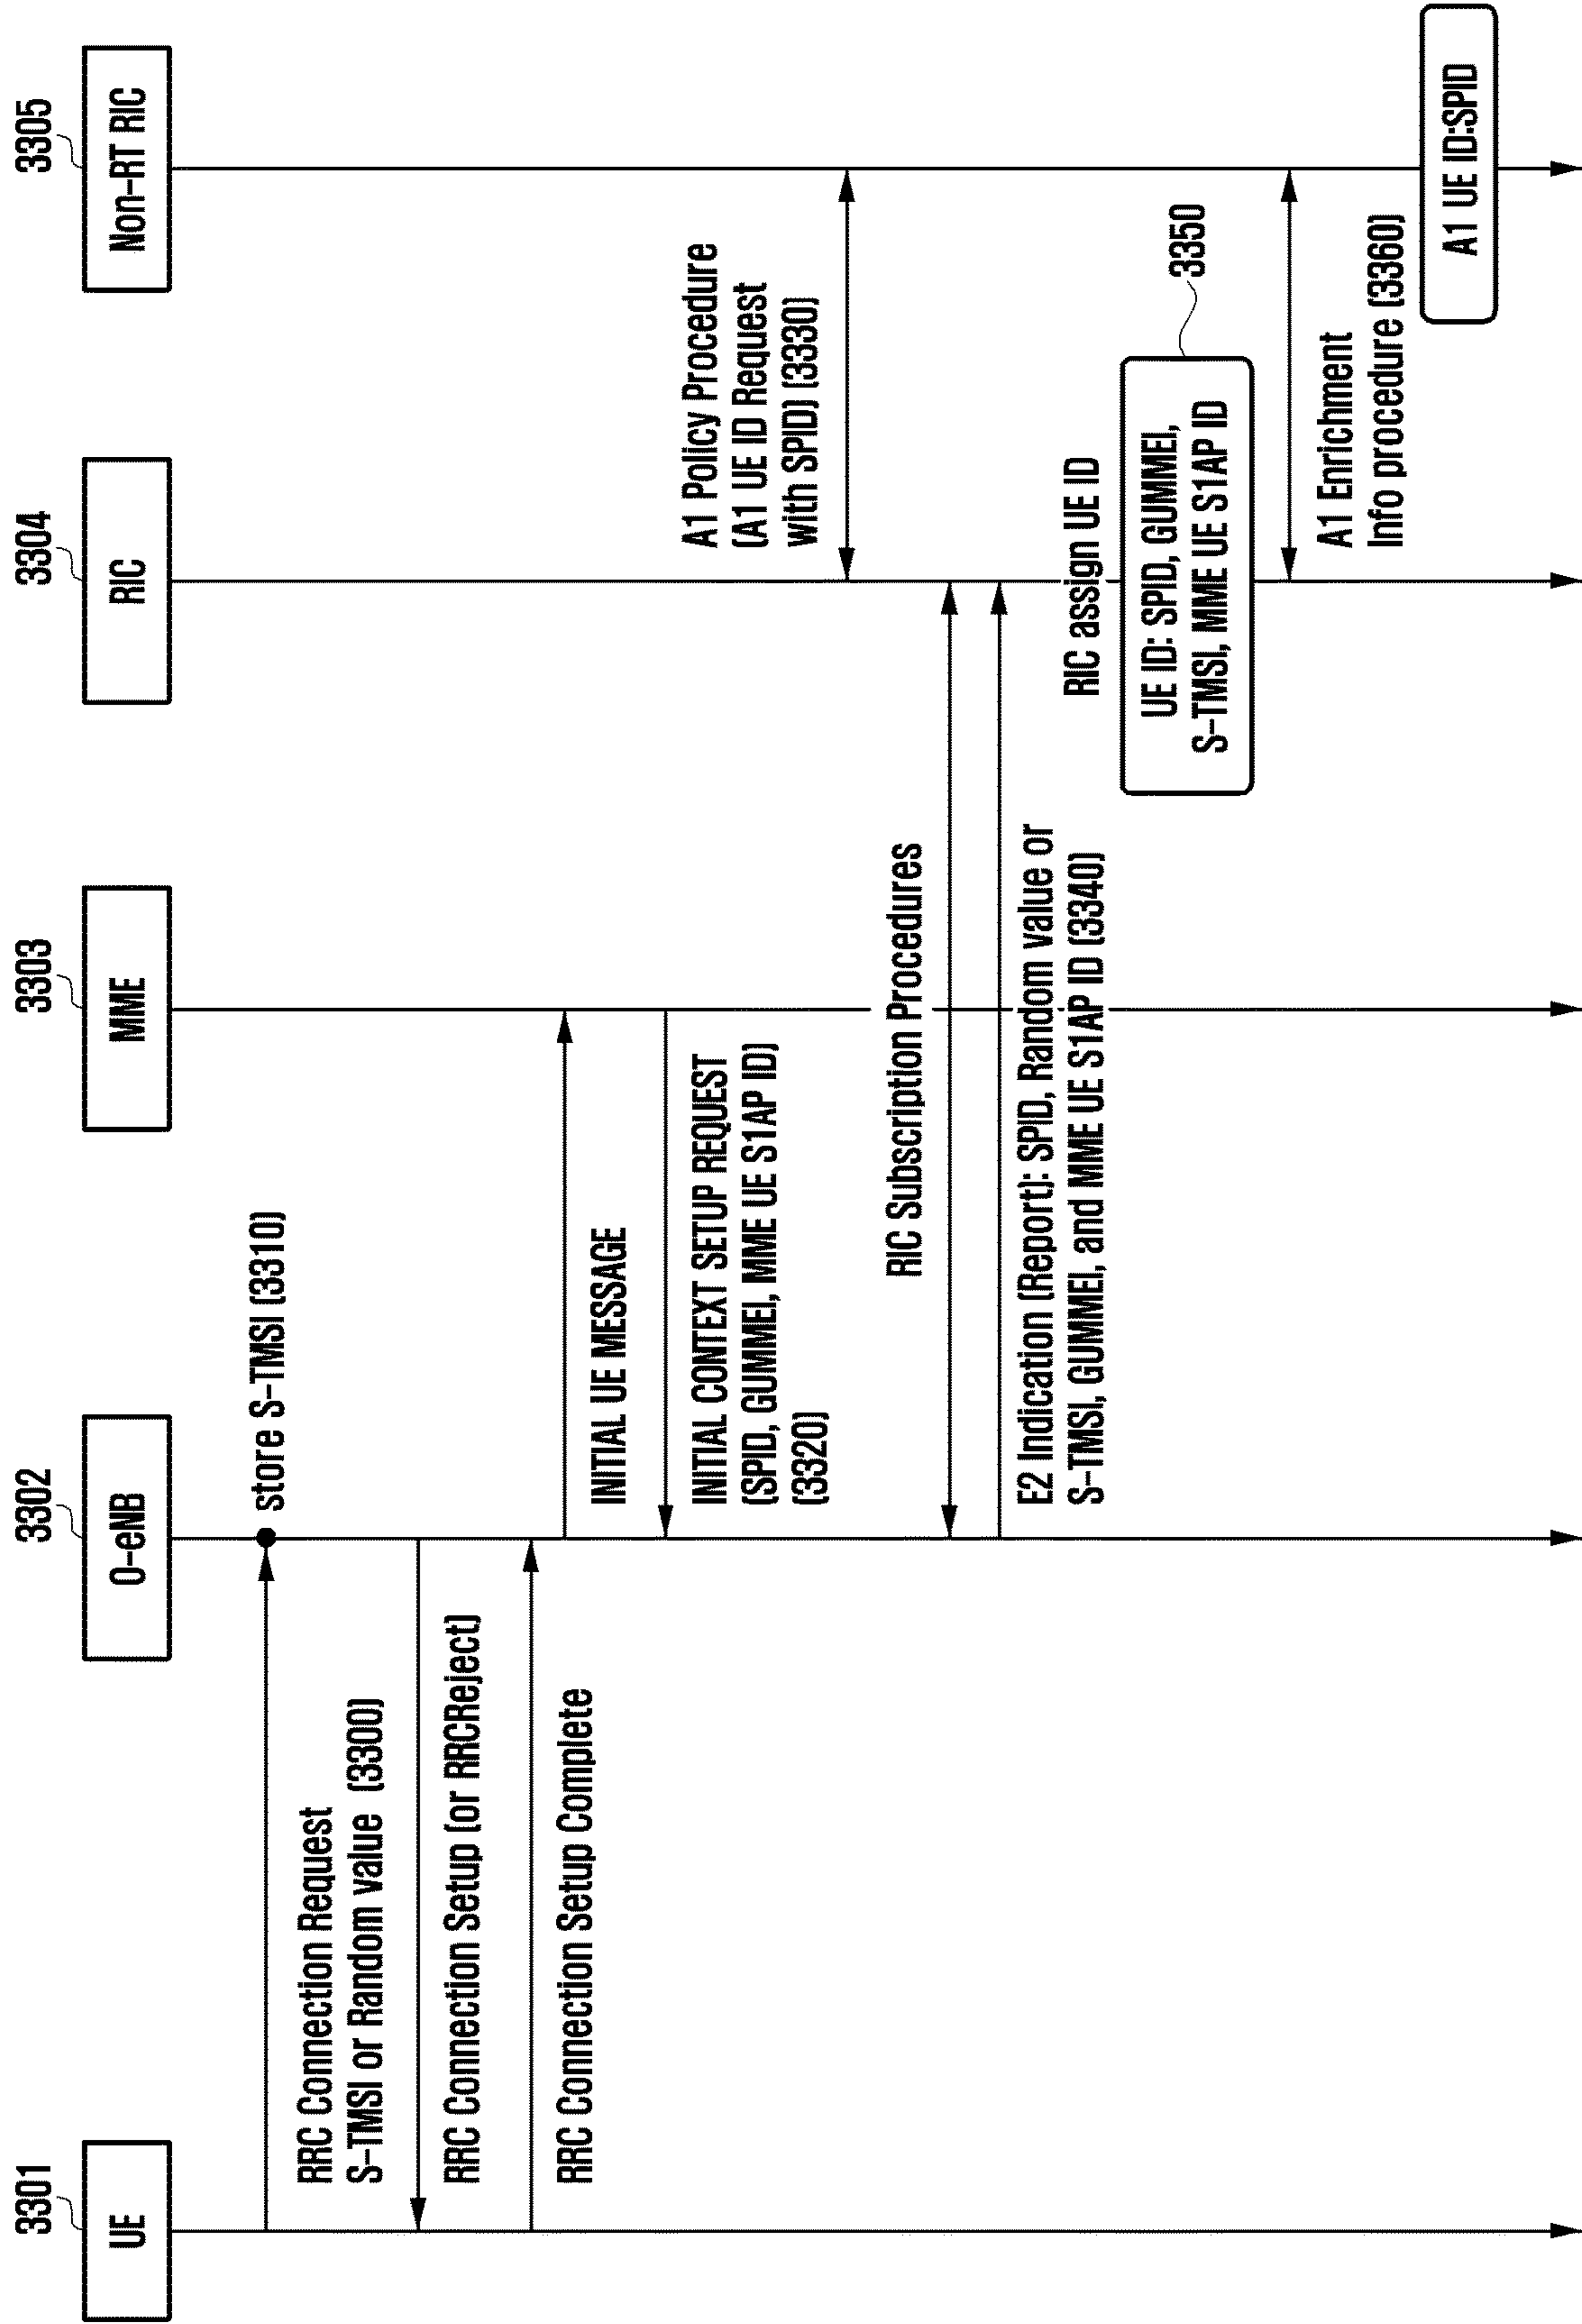 3301
UE
3302
O-eNB
3303
MME
3304
RIC
3305
Non-RT RIC
store S-TMSI (3310)
RRC Connection Request
S-TMSI or Random value (3300)
RRC Connection Setup (or RRCReject)
RRC Connection Setup Complete
INITIAL UE MESSAGE
INITIAL CONTEXT SETUP REQUEST
(SPID, GUMMEI, MME UE S1AP ID)
(3320)
A1 Policy Procedure
(A1 UE ID Request
with SPID) (3330)
RIC Subscription Procedures
E2 Indication (Report): SPID, Random value or
S-TMSI, GUMMEI, and MME UE S1AP ID (3340)
RIC assign UE ID
UE ID: SPID, GUMMEI,
S-TMSI, MME UE S1AP ID
3350
A1 Enrichment
Info procedure (3360)
A1 UE ID:SPID